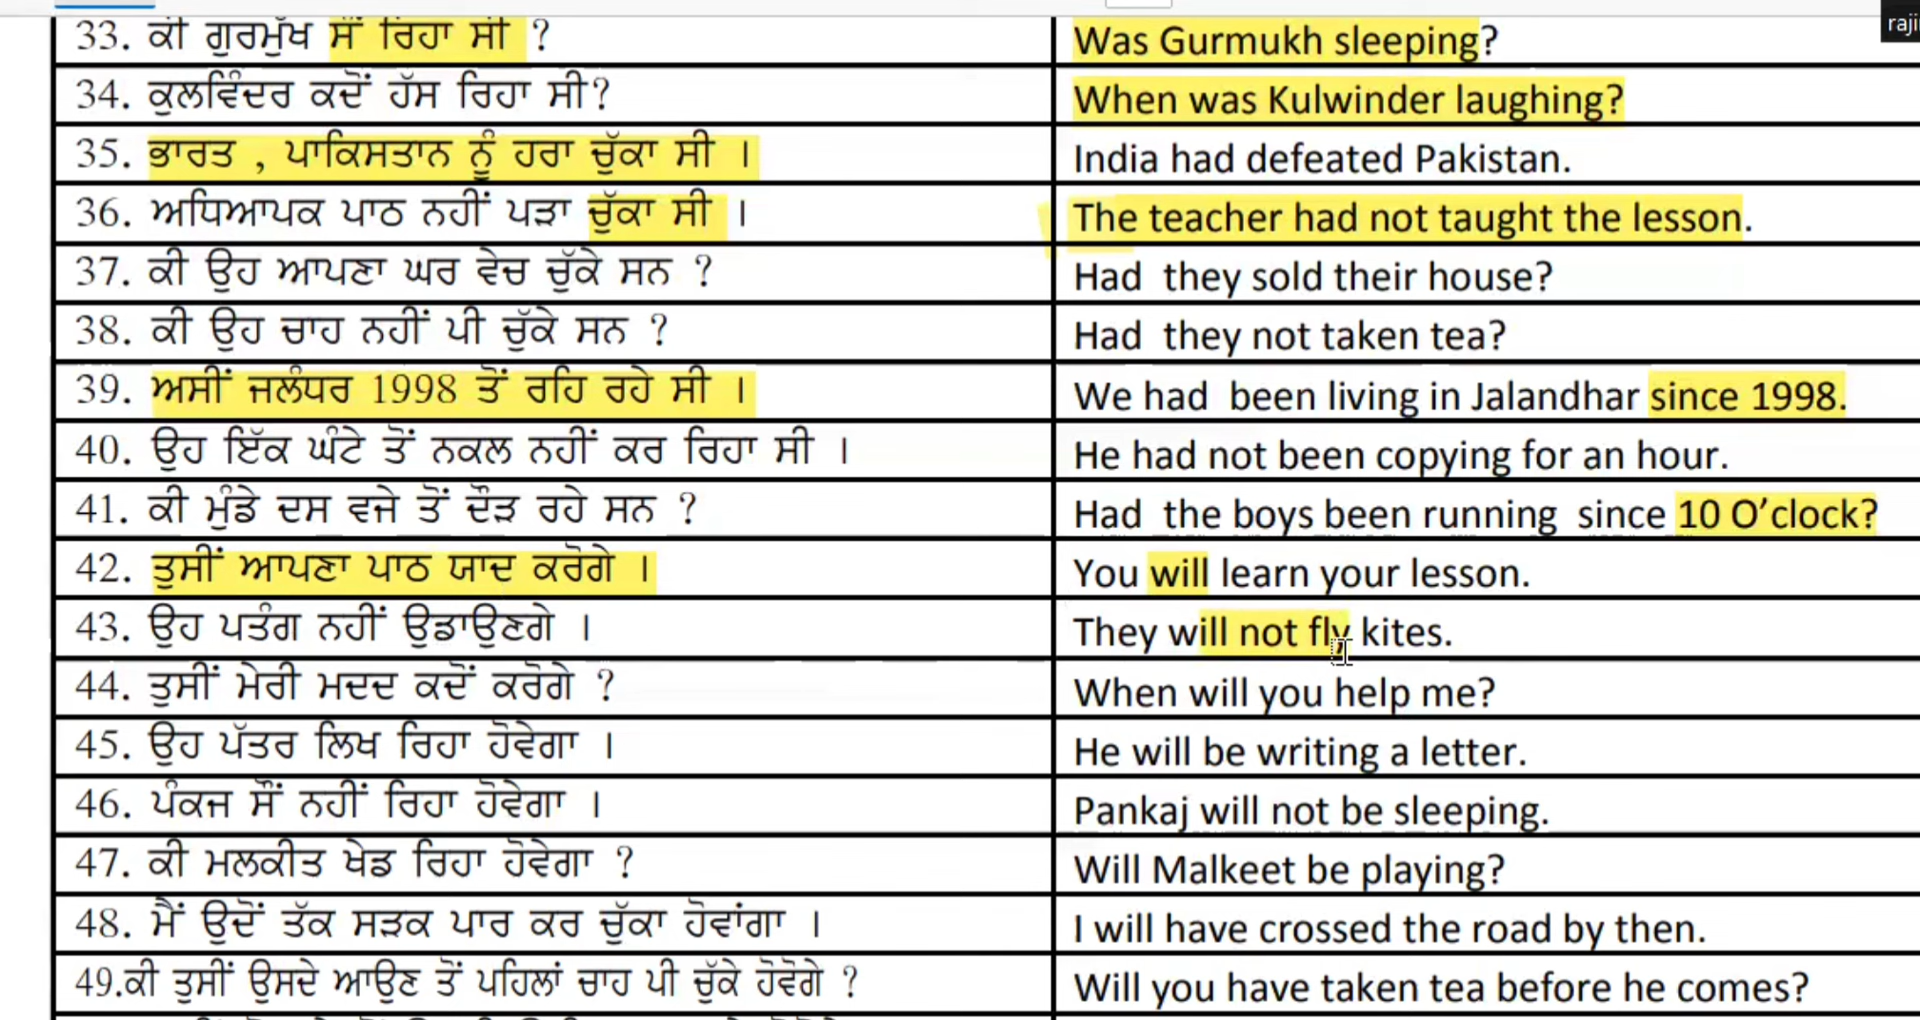 33. ਕੀ ਗੁਰਮੁੱਖ ਸੌਂ ਰਿਹਾ ਸੀ ? Was Gurmukh sleeping?
34. ਕੁਲਵਿੰਦਰ ਕਦੋਂ ਹੱਸ ਰਿਹਾ ਸੀ? When was Kulwinder laughing?
35. ਭਾਰਤ , ਪਾਕਿਸਤਾਨ ਨੂੰ ਹਰਾ ਚੁੱਕਾ ਸੀ । India had defeated Pakistan.
36. ਅਧਿਆਪਕ ਪਾਠ ਨਹੀਂ ਪੜਾ ਚੁੱਕਾ ਸੀ । The teacher had not taught the lesson.
37. ਕੀ ਉਹ ਆਪਣਾ ਘਰ ਵੇਚ ਚੁੱਕੇ ਸਨ ? Had they sold their house?
38. ਕੀ ਉਹ ਚਾਹ ਨਹੀਂ ਪੀ ਚੁੱਕੇ ਸਨ ? Had they not taken tea?
39. ਅਸੀਂ ਜਲੰਧਰ 1998 ਤੋਂ ਰਹਿ ਰਹੇ ਸੀ । We had been living in Jalandhar since 1998.
40. ਉਹ ਇੱਕ ਘੰਟੇ ਤੋਂ ਨਕਲ ਨਹੀਂ ਕਰ ਰਿਹਾ ਸੀ । He had not been copying for an hour.
41. ਕੀ ਮੁੰਡੇ ਦਸ ਵਜੇ ਤੋਂ ਦੌੜ ਰਹੇ ਸਨ ? Had the boys been running since 10 O’clock?
42. ਤੁਸੀਂ ਆਪਣਾ ਪਾਠ ਯਾਦ ਕਰੋਗੇ । You will learn your lesson.
43. ਉਹ ਪਤੰਗ ਨਹੀਂ ਉਡਾਉਣਗੇ । They will not fly kites.
44. ਤੁਸੀਂ ਮੇਰੀ ਮਦਦ ਕਦੋਂ ਕਰੋਗੇ ? When will you help me?
45. ਉਹ ਪੱਤਰ ਲਿਖ ਰਿਹਾ ਹੋਵੇਗਾ । He will be writing a letter.
46. ਪੰਕਜ ਸੌਂ ਨਹੀਂ ਰਿਹਾ ਹੋਵੇਗਾ । Pankaj will not be sleeping.
47. ਕੀ ਮਲਕੀਤ ਖੇਡ ਰਿਹਾ ਹੋਵੇਗਾ ? Will Malkeet be playing?
48. ਮੈਂ ਉਦੋਂ ਤੱਕ ਸੜਕ ਪਾਰ ਕਰ ਚੁੱਕਾ ਹੋਵਾਂਗਾ । I will have crossed the road by then.
49.ਕੀ ਤੁਸੀਂ ਉਸਦੇ ਆਉਣ ਤੋਂ ਪਹਿਲਾਂ ਚਾਹ ਪੀ ਚੁੱਕੇ ਹੋਵੋਗੇ ? Will you have taken tea before he comes?